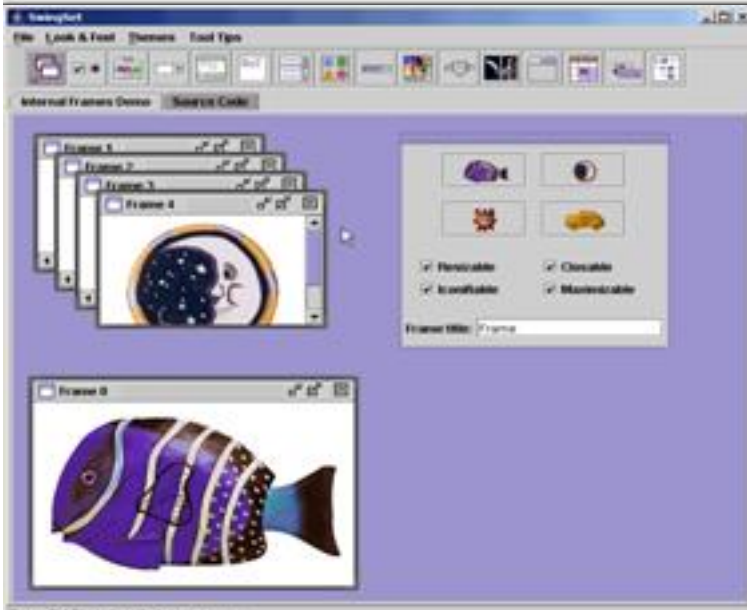 SwingSet
File Look & Feel Themes Tool Tips
Internal Frames Demo Source Code
Frame 1
Frame 2
Frame 3
Frame 4
Resizable Closable
Iconifiable Maximizable
Frame title: Frame
Frame 0